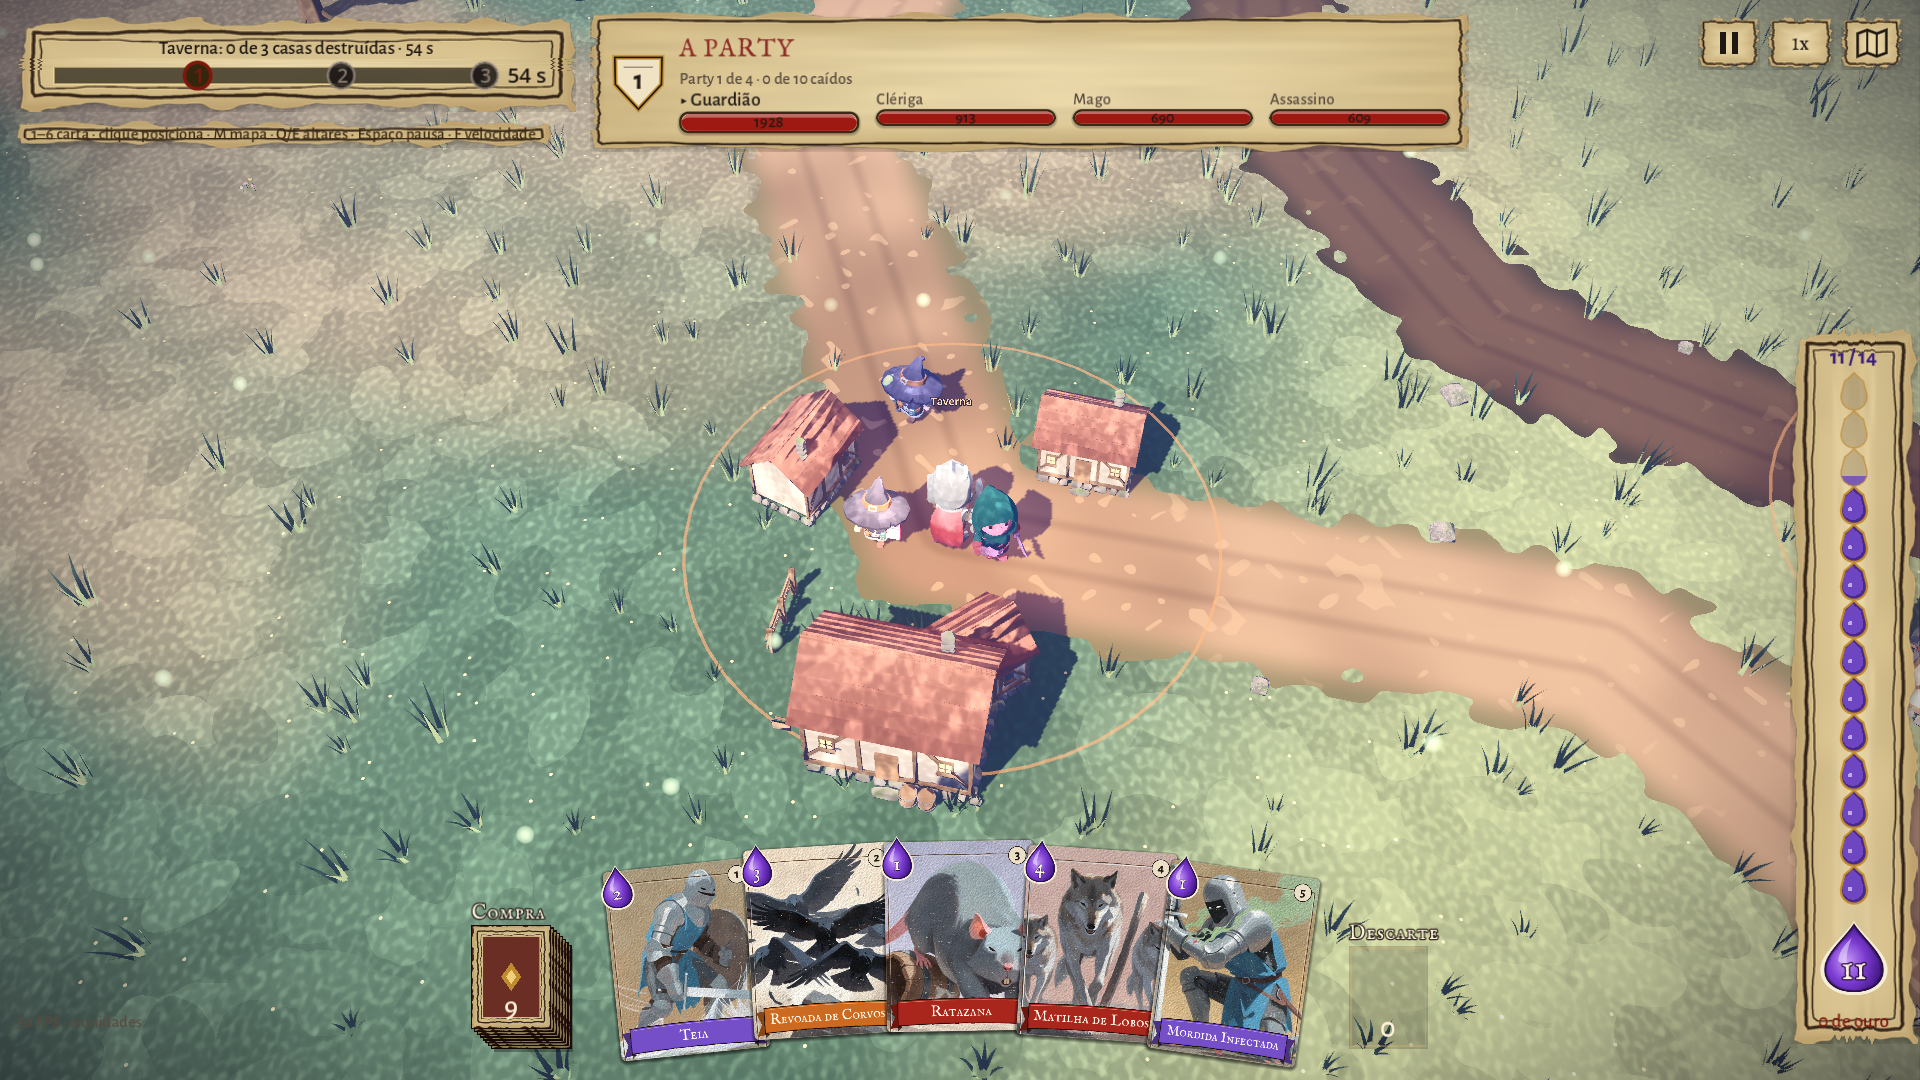 Taverna: 0 de 3 casas destruídas · 54 s
1
2
3
54 s
1–6 carta · clique posiciona · M mapa · Q/E altares · Espaço pausa · F velocidade
1
A PARTY
Party 1 de 4 · 0 de 10 caídos
▸ Guardião
1928
Clériga
913
Mago
690
Assassino
609
1x
Taverna
11/14
11
0 de ouro
Compra
9
2
1
Teia
3
2
Revoada de Corvos
1
3
Ratazana
4
4
Matilha de Lobos
1
5
Mordida Infectada
Descarte
0